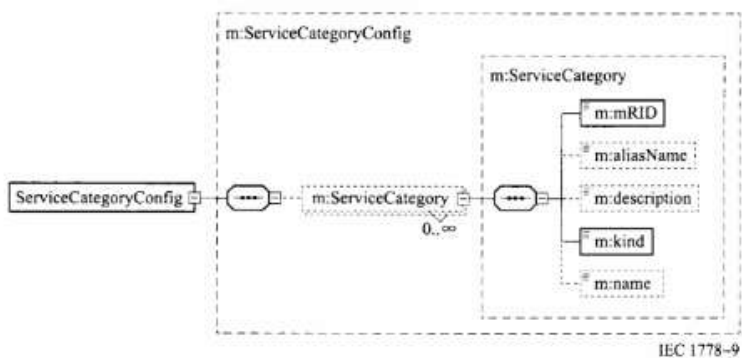 m:ServiceCategoryConfig
m:ServiceCategory
m:mRID
m:aliasName
ServiceCategoryConfig
m:ServiceCategory
m:description
0..∞
m:kind
m:name
IEC 1778-9